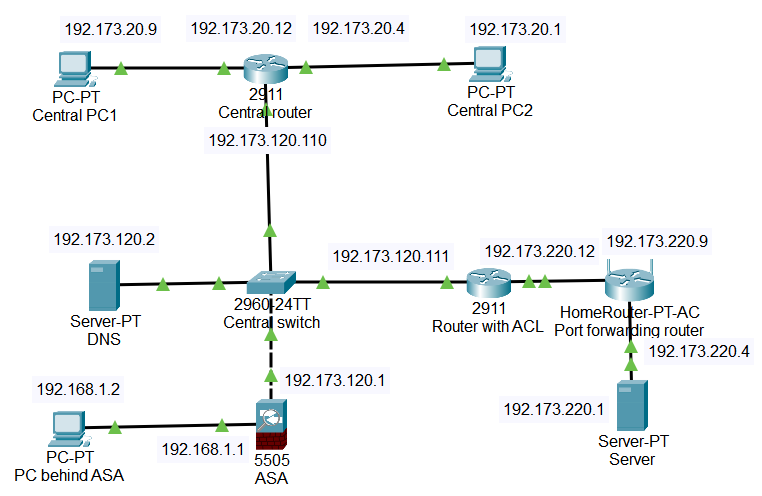 192.173.20.9
192.173.20.12
192.173.20.4
192.173.20.1
PC-PT
Central PC1
2911
Central router
PC-PT
Central PC2
192.173.120.110
192.173.120.2
192.173.120.111
192.173.220.12
192.173.220.9
Server-PT
DNS
2960-24TT
Central switch
2911
Router with ACL
HomeRouter-PT-AC
Port forwarding router
192.173.220.4
192.173.120.1
192.168.1.2
192.173.220.1
192.168.1.1
PC-PT
PC behind ASA
5505
ASA
Server-PT
Server